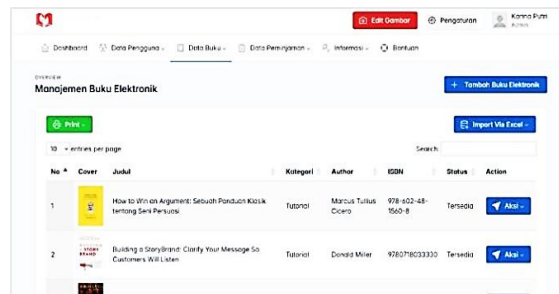 Edit Gambar
Pengaturan
Karina Putri
Admin
Dashboard
Data Pengguna
Data Buku
Data Peminjaman
Informasi
Bantuan
OVERVIEW
Manajemen Buku Elektronik
+ Tambah Buku Elektronik
Print
Import Via Excel
10 entries per page
Search
No Cover Judul Kategori Author ISBN Status Action
1 How to Win an Argument: Sebuah Panduan Klasik tentang Seni Persuasi Tutorial Marcus Tullius Cicero 978-602-48-1560-8 Tersedia Aksi
2 Building a StoryBrand: Clarify Your Message So Customers Will Listen Tutorial Donald Miller 9780718033330 Tersedia Aksi